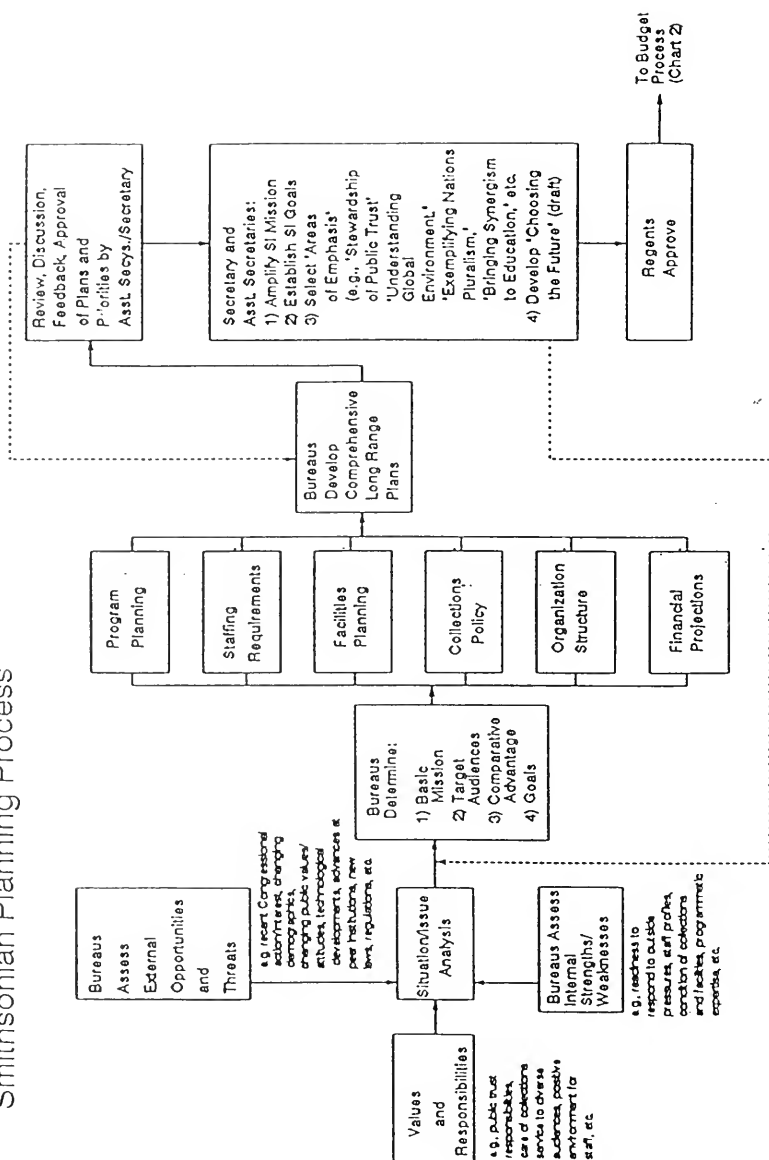 Smithsonian Planning Process
Bureaus
Assess
External
Opportunities
and
Threats
e.g. recent Congressional
action/interest, changing
demographics,
changing public values/
attitudes, technological
developments, advances at
peer institutions, new
laws, regulations, etc.
Values
and
Responsibilities
e.g. public trust
responsibilities,
care of collections
service to diverse
audiences, positive
environment for
staff, etc.
Situation/Issue
Analysis
Bureaus Assess
Internal
Strengths/
Weaknesses
e.g., readiness to
respond to outside
pressures, staff profiles,
condition of collections
and facilities, programmatic
expertise, etc.
Bureaus
Determine:
1) Basic
Mission
2) Target
Audiences
3) Comparative
Advantage
4) Goals
Program
Planning
Staffing
Requirements
Facilities
Planning
Collections
Policy
Organization
Structure
Financial
Projections
Bureaus
Develop
Comprehensive
Long Range
Plans
Review, Discussion,
Feedback, Approval
of Plans and
Priorities by
Asst. Secys./Secretary
Secretary and
Asst. Secretaries:
1) Amplify SI Mission
2) Establish SI Goals
3) Select 'Areas
of Emphasis'
(e.g., 'Stewardship
of Public Trust'
'Understanding
Global
Environment,'
'Exemplifying Nations
Pluralism,'
'Bringing Synergism
to Education,' etc.
4) Develop 'Choosing
the Future' (draft)
Regents
Approve
To Budget
Process
(Chart 2)